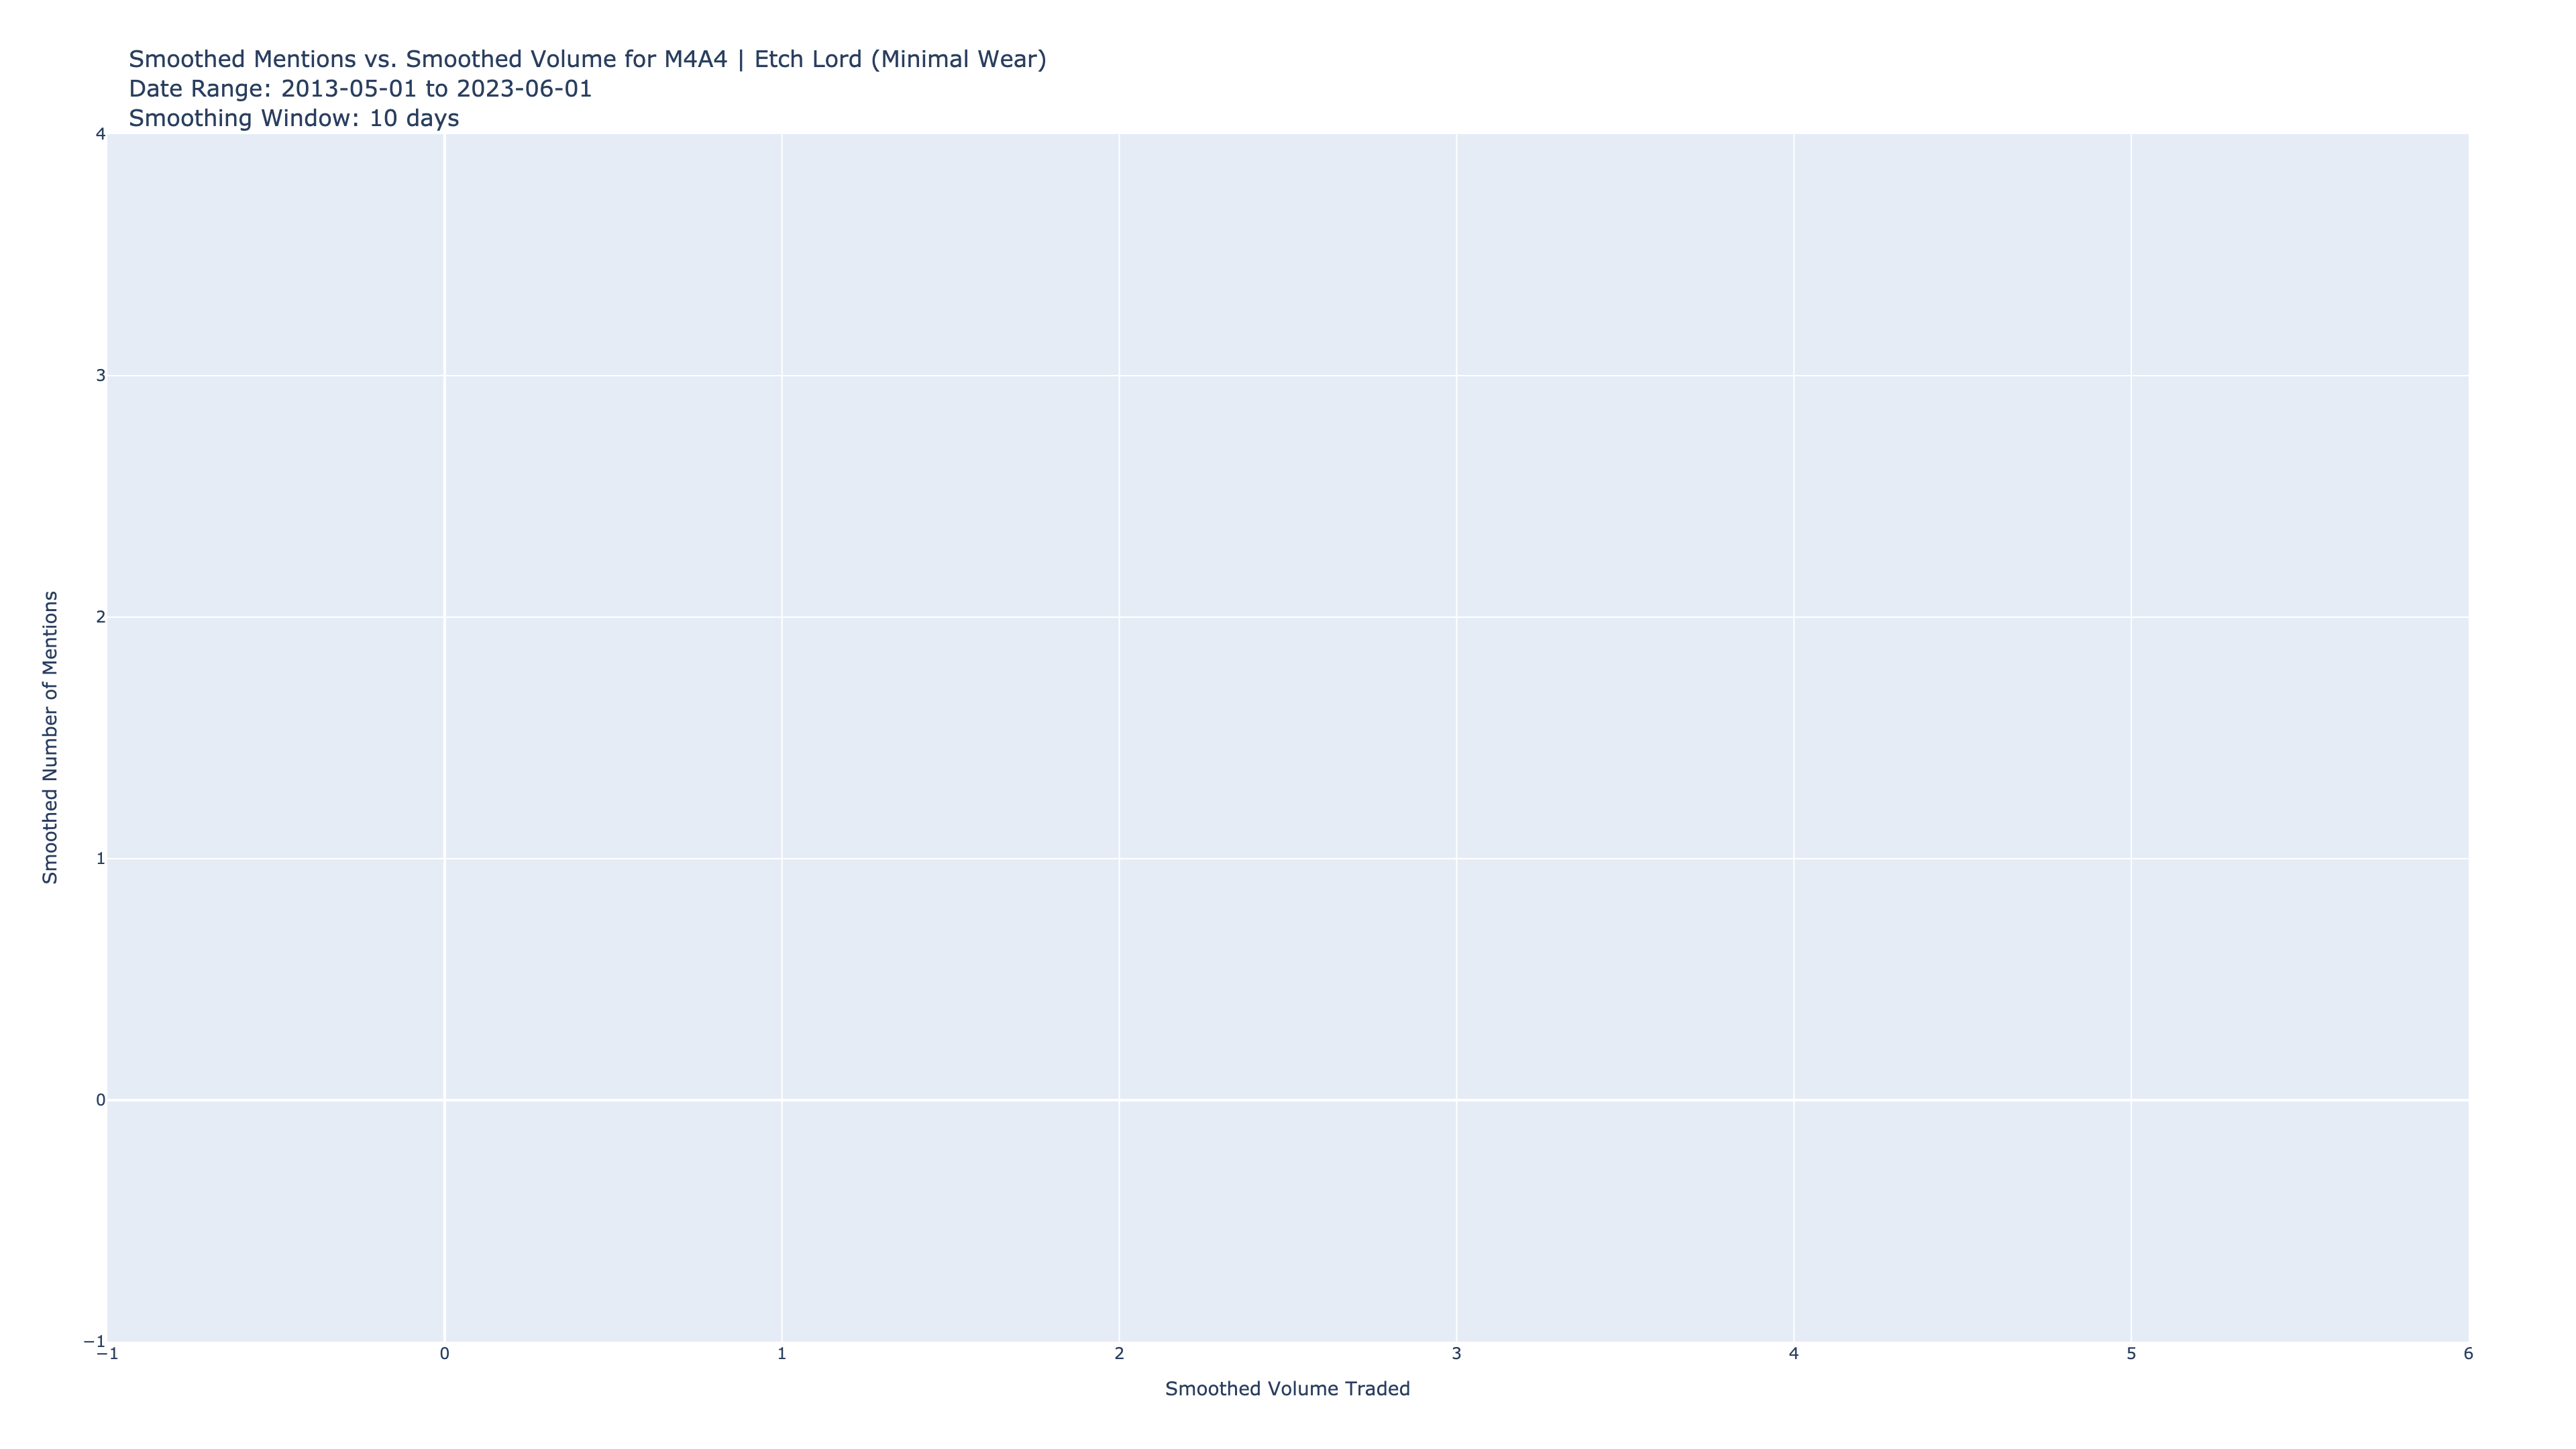 Smoothed Mentions vs. Smoothed Volume for M4A4 | Etch Lord (Minimal Wear)
Date Range: 2013-05-01 to 2023-06-01
Smoothing Window: 10 days
4
3
2
1
0
−1
Smoothed Number of Mentions
−1 0 1 2 3 4 5 6
Smoothed Volume Traded